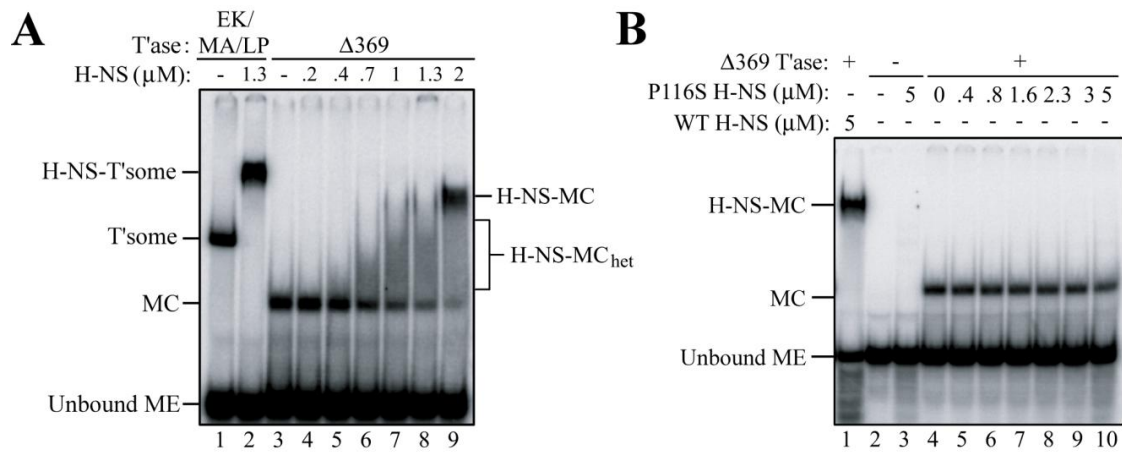 A
EK/
T'ase: MA/LP Δ369
H-NS (μM): - 1.3 - .2 .4 .7 1 1.3 2
H-NS-T'some
T'some
MC
Unbound ME
H-NS-MC
H-NS-MChet
1 2 3 4 5 6 7 8 9
B
Δ369 T'ase: + - +
P116S H-NS (μM): - - 5 0 .4 .8 1.6 2.3 3 5
WT H-NS (μM): 5 - - - - - - - - -
H-NS-MC
MC
Unbound ME
1 2 3 4 5 6 7 8 9 10